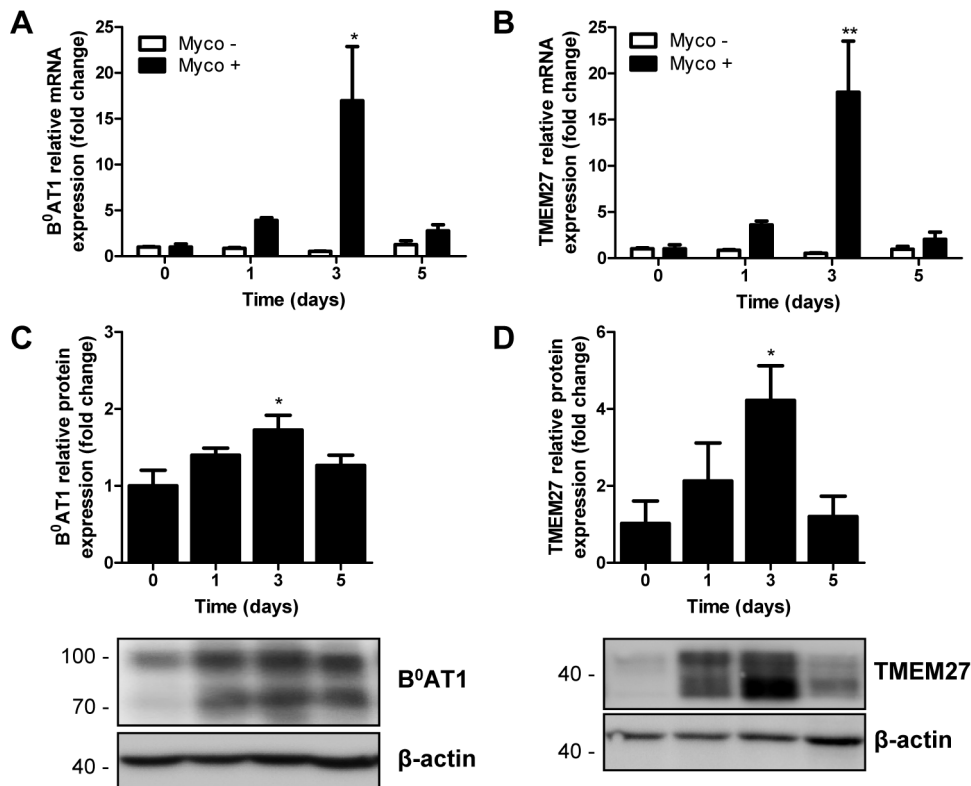 A
B⁰AT1 relative mRNA
expression (fold change)
25
20
15
10
5
0
Myco -
Myco +
*
0 1 3 5
Time (days)
B
TMEM27 relative mRNA
expression (fold change)
25
20
15
10
5
0
Myco -
Myco +
**
0 1 3 5
Time (days)
C
B⁰AT1 relative protein
expression (fold change)
3
2
1
0
*
0 1 3 5
Time (days)
100 -
70 -
B⁰AT1
40 -
β-actin
D
TMEM27 relative protein
expression (fold change)
6
4
2
0
*
0 1 3 5
Time (days)
40 -
TMEM27
40 -
β-actin